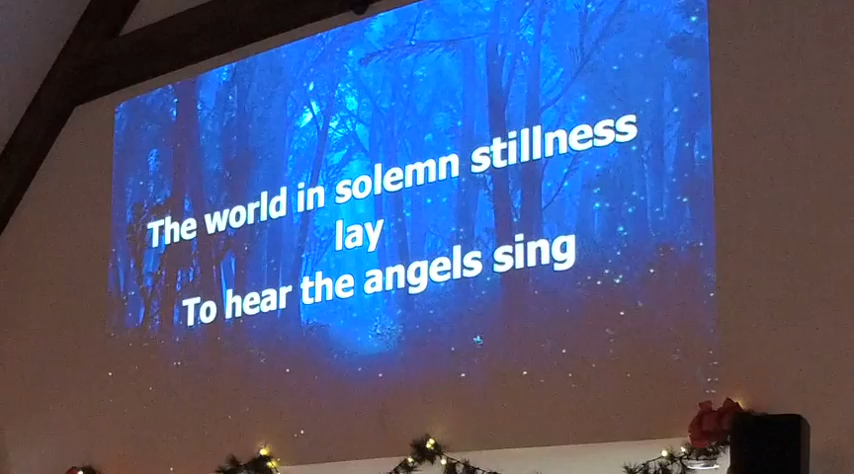 The world in solemn stillness
lay
To hear the angels sing